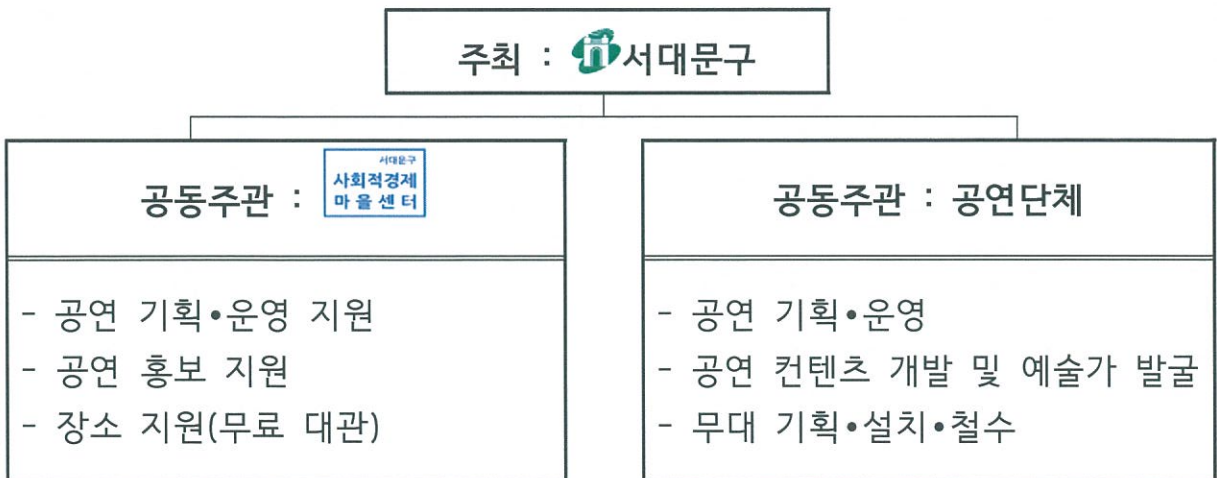 주최 : 서대문구
공동주관 : 서대문구 사회적경제 마을센터
- 공연 기획•운영 지원
- 공연 홍보 지원
- 장소 지원(무료 대관)
공동주관 : 공연단체
- 공연 기획•운영
- 공연 컨텐츠 개발 및 예술가 발굴
- 무대 기획•설치•철수